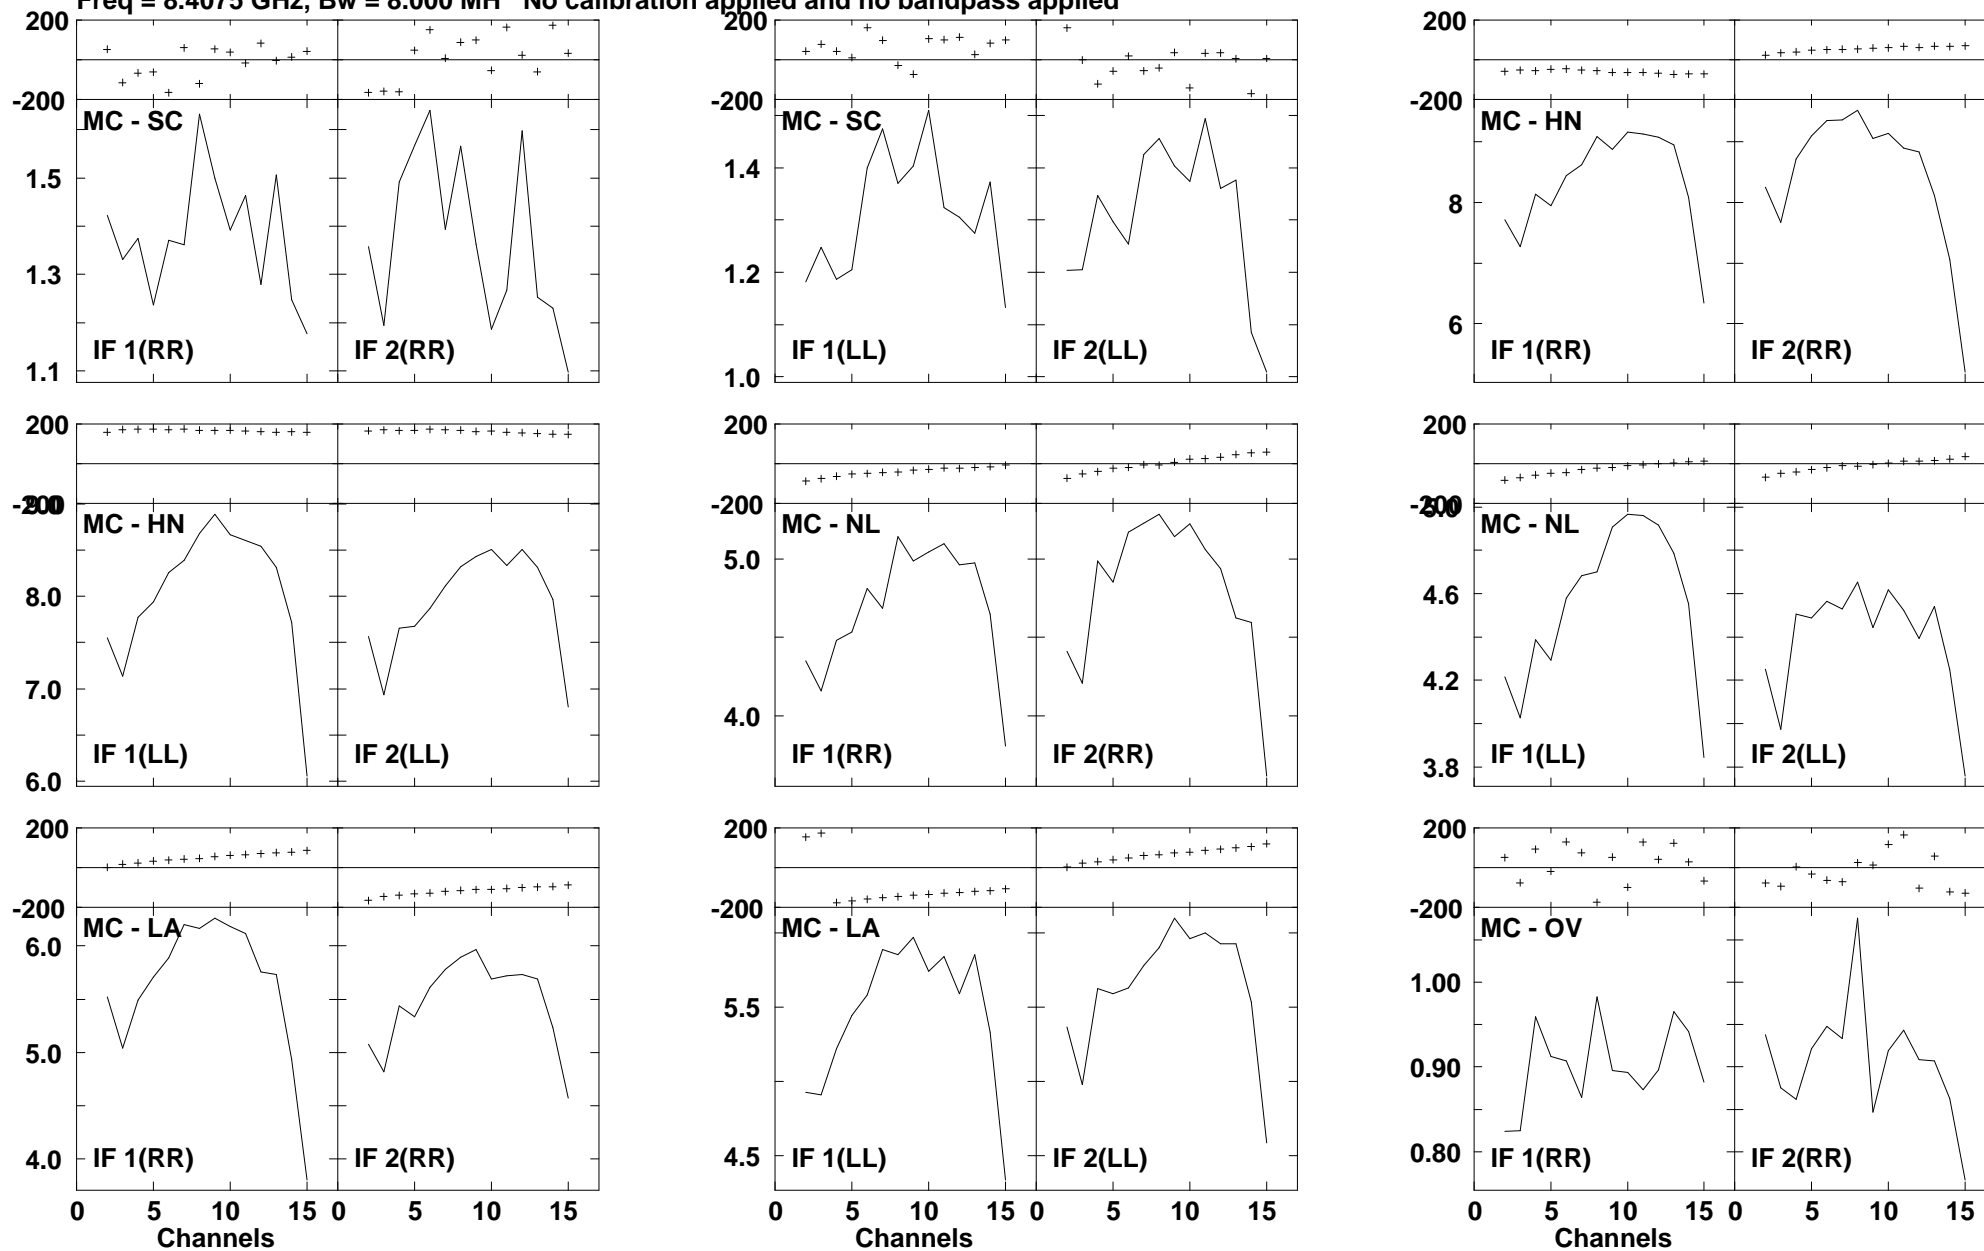 Freq = 8.4075 GHz, Bw = 8.000 MH No calibration applied and no bandpass applied
200
-200
MC - SC
1.5
1.3
1.1
IF 1(RR)
IF 2(RR)
200
-200
MC - SC
1.4
1.2
1.0
IF 1(LL)
IF 2(LL)
200
-200
MC - HN
8
6
IF 1(RR)
IF 2(RR)
200
-200
9.0
MC - HN
8.0
7.0
6.0
IF 1(LL)
IF 2(LL)
200
-200
MC - NL
5.0
4.0
IF 1(RR)
IF 2(RR)
200
-200
5.0
MC - NL
4.6
4.2
3.8
IF 1(LL)
IF 2(LL)
200
-200
MC - LA
6.0
5.0
4.0
IF 1(RR)
IF 2(RR)
0 5 10 15 0 5 10 15
Channels
200
-200
MC - LA
5.5
4.5
IF 1(LL)
IF 2(LL)
0 5 10 15 0 5 10 15
Channels
200
-200
MC - OV
1.00
0.90
0.80
IF 1(RR)
IF 2(RR)
0 5 10 15 0 5 10 15
Channels